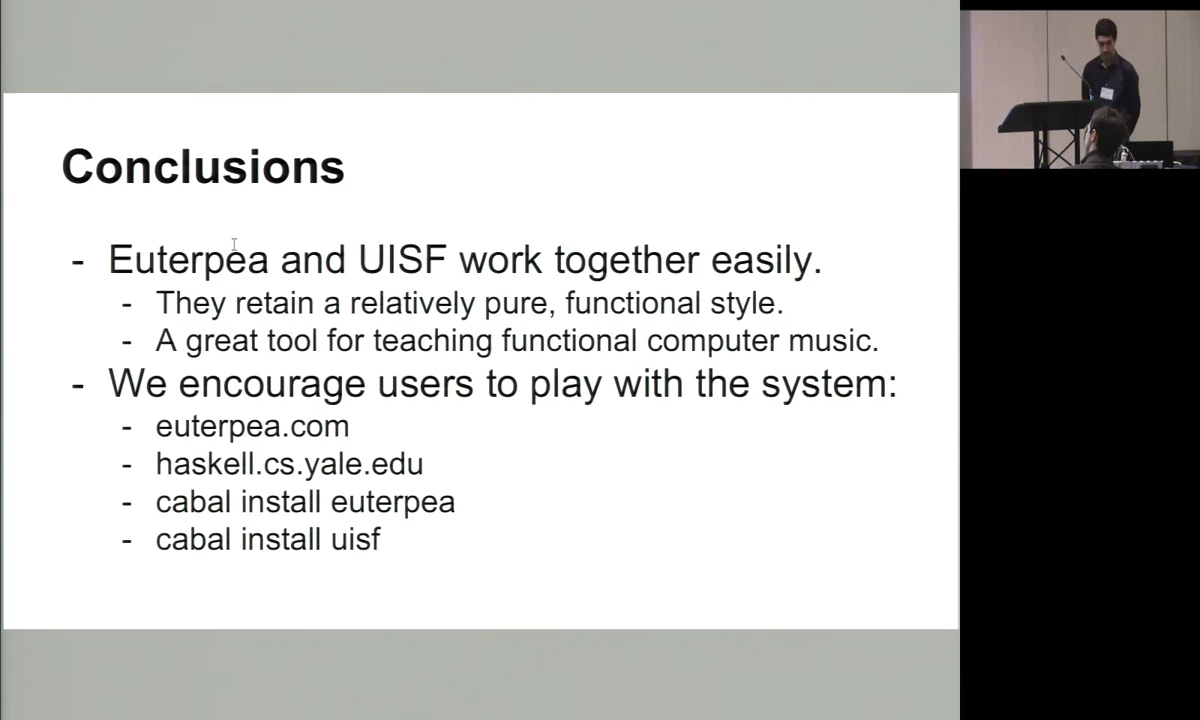 Conclusions
- Euterpea and UISF work together easily.
- They retain a relatively pure, functional style.
- A great tool for teaching functional computer music.
- We encourage users to play with the system:
- euterpea.com
- haskell.cs.yale.edu
- cabal install euterpea
- cabal install uisf